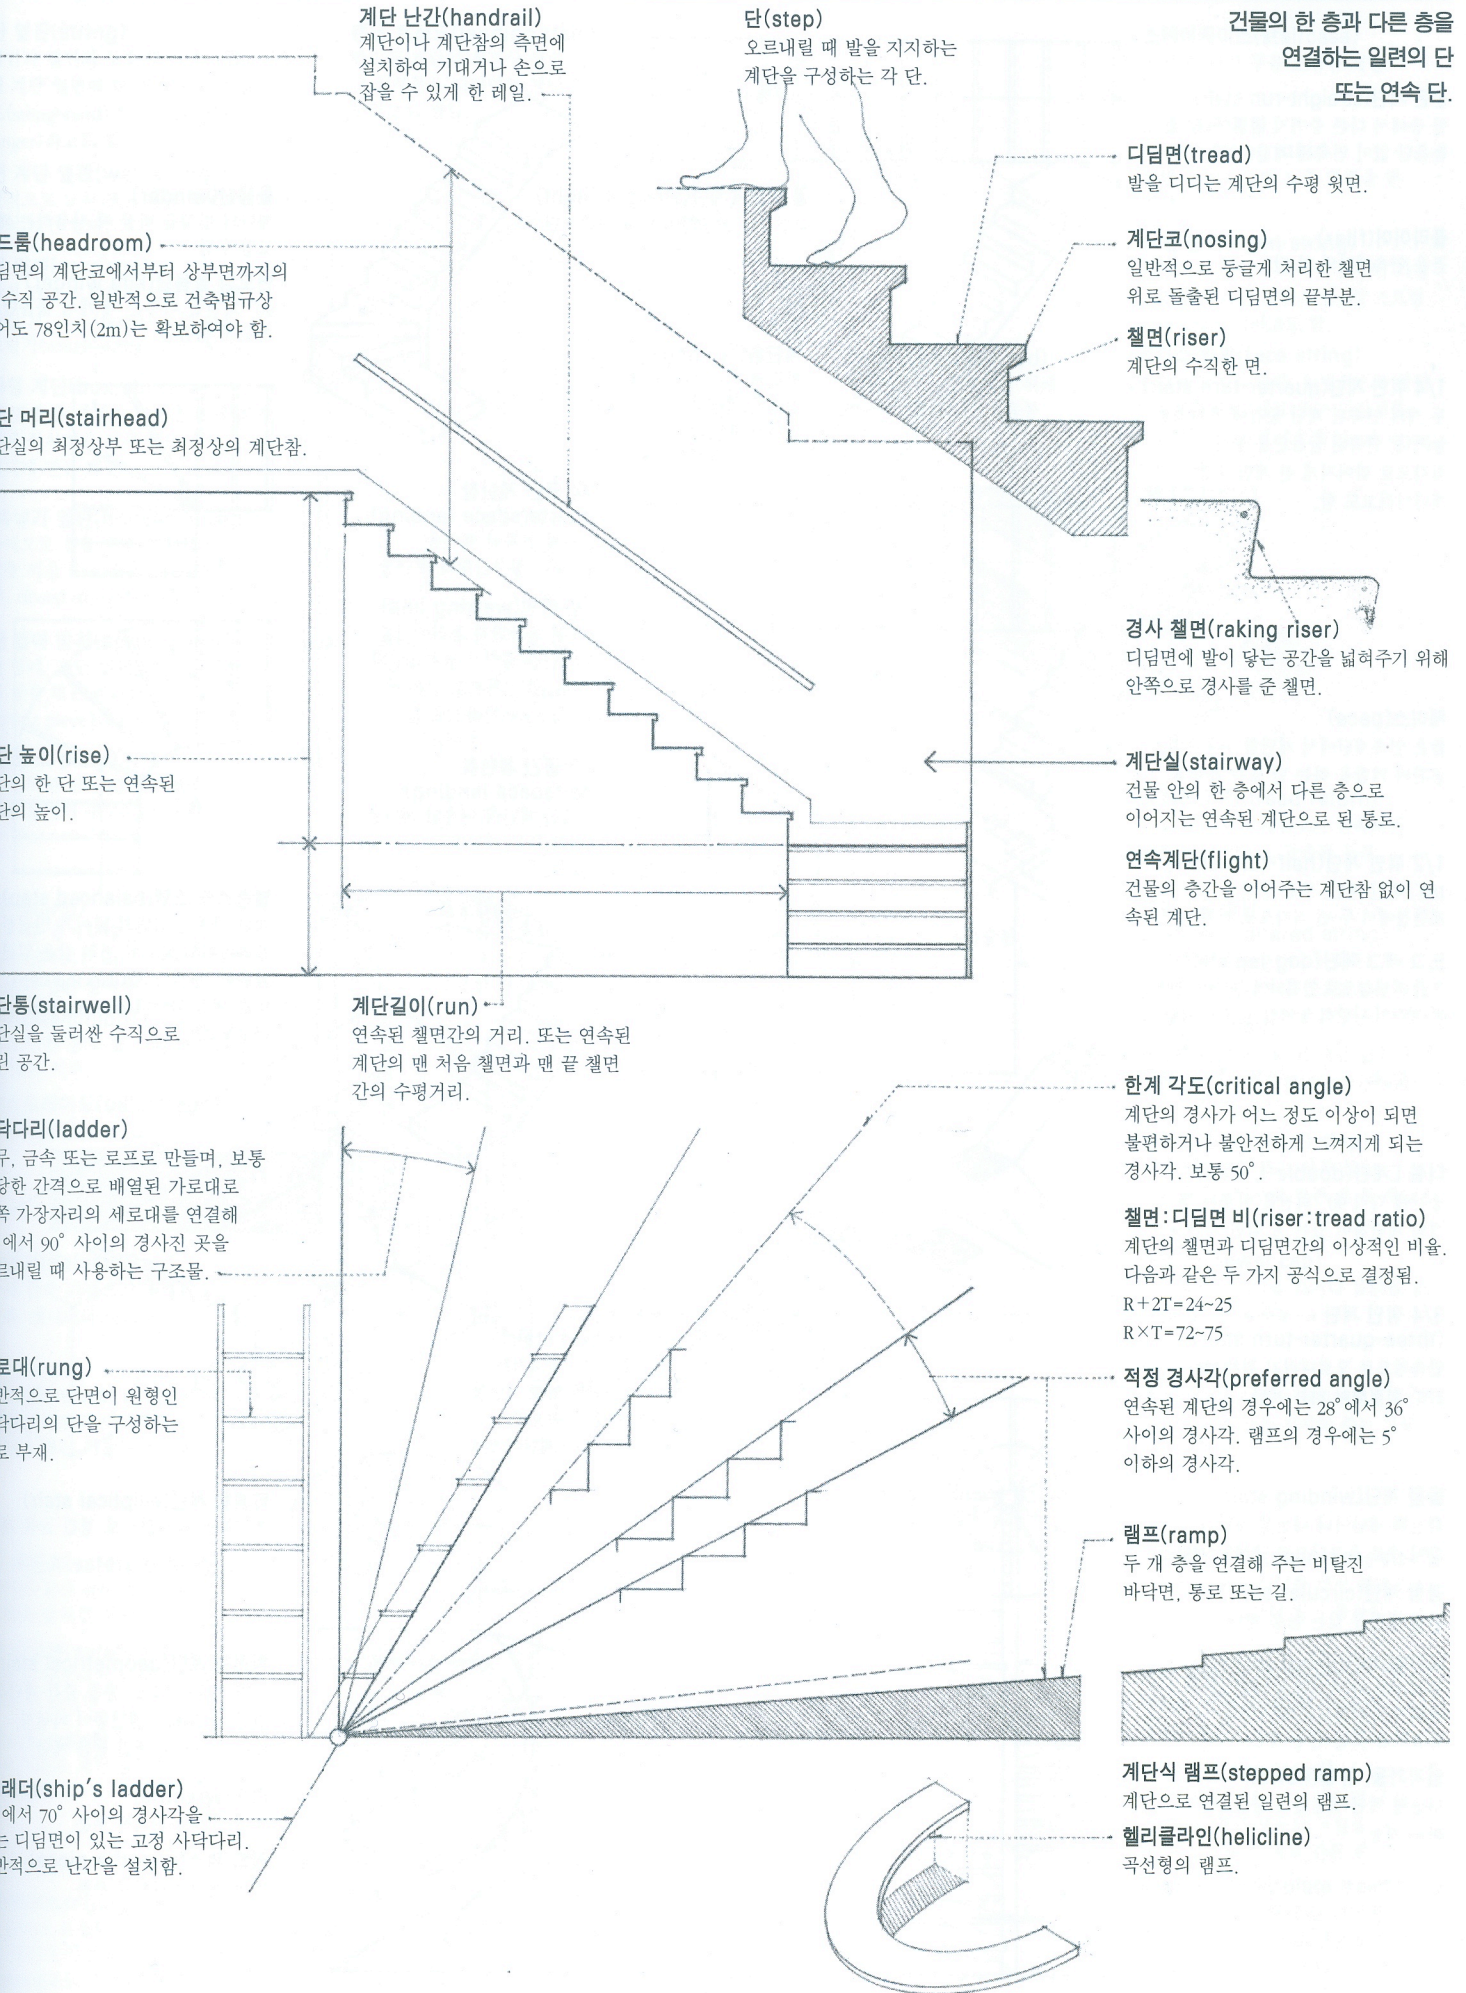 계단 난간(handrail)
계단이나 계단참의 측면에
설치하여 기대거나 손으로
잡을 수 있게 한 레일.
단(step)
오르내릴 때 발을 지지하는
계단을 구성하는 각 단.
건물의 한 층과 다른 층을
연결하는 일련의 단
또는 연속 단.
디딤면(tread)
발을 디디는 계단의 수평 윗면.
드룸(headroom)
딤면의 계단코에서부터 상부면까지의
수직 공간. 일반적으로 건축법규상
어도 78인치(2m)는 확보하여야 함.
계단코(nosing)
일반적으로 둥글게 처리한 챌면
위로 돌출된 디딤면의 끝부분.
챌면(riser)
계단의 수직한 면.
단 머리(stairhead)
단실의 최정상부 또는 최정상의 계단참.
경사 챌면(raking riser)
디딤면에 발이 닿는 공간을 넓혀주기 위해
안쪽으로 경사를 준 챌면.
단 높이(rise)
단의 한 단 또는 연속된
단의 높이.
계단실(stairway)
건물 안의 한 층에서 다른 층으로
이어지는 연속된 계단으로 된 통로.
연속계단(flight)
건물의 층간을 이어주는 계단참 없이 연
속된 계단.
단통(stairwell)
단실을 둘러싼 수직으로
린 공간.
계단길이(run)
연속된 챌면간의 거리. 또는 연속된
계단의 맨 처음 챌면과 맨 끝 챌면
간의 수평거리.
한계 각도(critical angle)
계단의 경사가 어느 정도 이상이 되면
불편하거나 불안전하게 느껴지게 되는
경사각. 보통 50°.
닥다리(ladder)
무, 금속 또는 로프로 만들며, 보통
당한 간격으로 배열된 가로대로
쪽 가장자리의 세로대를 연결해
에서 90° 사이의 경사진 곳을
르내릴 때 사용하는 구조물.
챌면:디딤면 비(riser:tread ratio)
계단의 챌면과 디딤면간의 이상적인 비율.
다음과 같은 두 가지 공식으로 결정됨.
R+2T=24~25
R×T=72~75
로대(rung)
반적으로 단면이 원형인
닥다리의 단을 구성하는
로 부재.
적정 경사각(preferred angle)
연속된 계단의 경우에는 28°에서 36°
사이의 경사각. 램프의 경우에는 5°
이하의 경사각.
램프(ramp)
두 개 층을 연결해 주는 비탈진
바닥면, 통로 또는 길.
래더(ship's ladder)
에서 70° 사이의 경사각을
는 디딤면이 있는 고정 사닥다리.
반적으로 난간을 설치함.
계단식 램프(stepped ramp)
계단으로 연결된 일련의 램프.
헬리클라인(helicline)
곡선형의 램프.